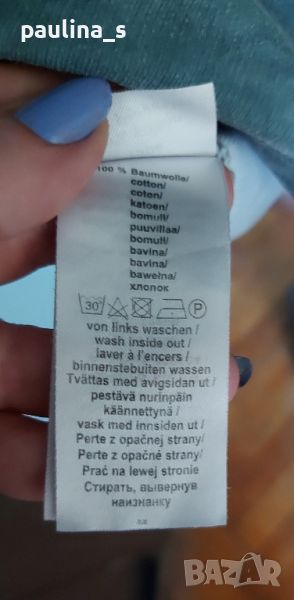 paulina_s
100 % Baumwolle/
cotton/
coton/
katoen/
bomull/
puuvillaa/
bomull/
bavlna/
bavlna/
bawełna/
хлопок
30
P
von links waschen /
wash inside out /
laver à l'encers /
binnenstebuiten wassen
Tvättas med avigsidan ut /
pestävä nurinpäin
käännettynä /
vask med innsiden ut /
Perte z opačnej strany/
Perte z opačné strany/
Prać na lewej stronie
Стирать, вывернув
наизнанку
BAZAR